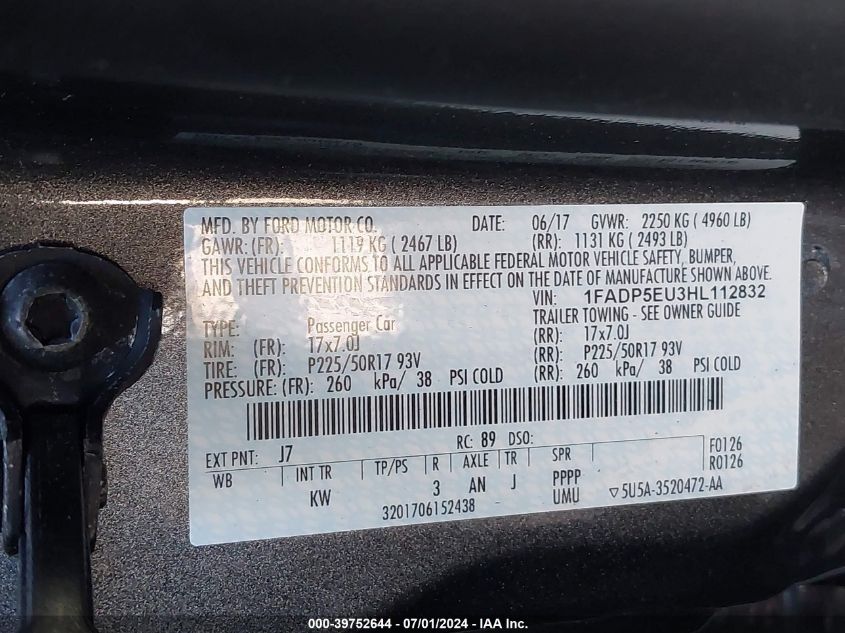 MFD. BY FORD MOTOR CO. DATE: 06/17 GVWR: 2250 KG ( 4960 LB)
GAWR: (FR): 1119 KG ( 2467 LB) (RR): 1131 KG ( 2493 LB)
THIS VEHICLE CONFORMS TO ALL APPLICABLE FEDERAL MOTOR VEHICLE SAFETY, BUMPER,
AND THEFT PREVENTION STANDARDS IN EFFECT ON THE DATE OF MANUFACTURE SHOWN ABOVE.
VIN: 1FADP5EU3HL112832
TYPE: Passenger Car TRAILER TOWING - SEE OWNER GUIDE
RIM: (FR): 17x7.0J (RR): 17x7.0J
TIRE: (FR): P225/50R17 93V (RR): P225/50R17 93V
PRESSURE: (FR): 260 kPa/ 38 PSI COLD (RR): 260 kPa/ 38 PSI COLD
EXT PNT: J7 RC: 89 DSO:
WB INT TR TP/PS R AXLE TR SPR F0126
KW 3 AN J PPPP R0126
UMU ▽5U5A-3520472-AA
3201706152438
000-39752644 / 07/01/2024 - IAA Inc.